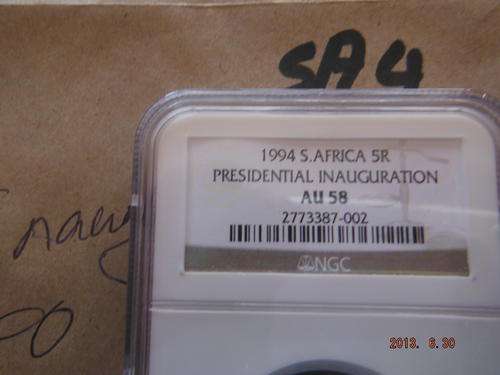 SA4
1994 S.AFRICA 5R
PRESIDENTIAL INAUGURATION
AU 58
2773387-002
NGC
2013. 6.30